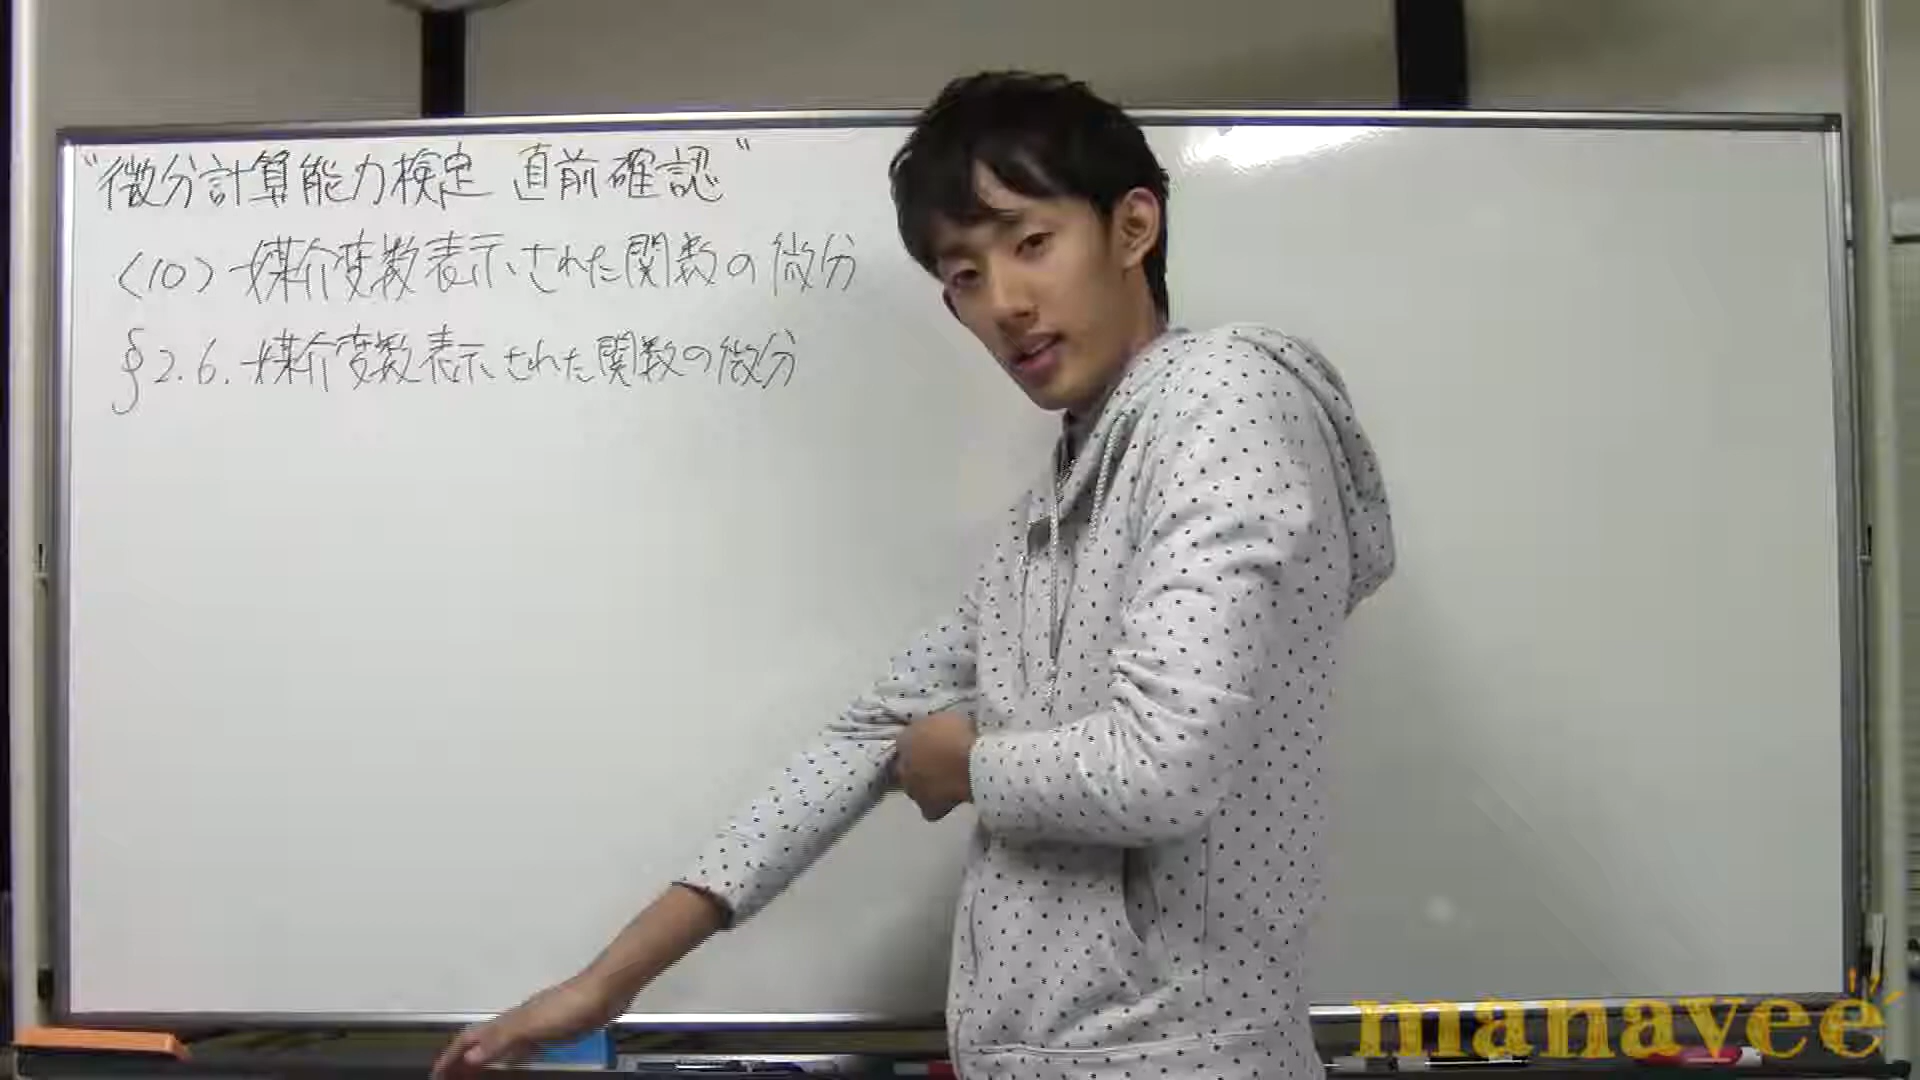 "微分計算能力検定 直前確認"
〈10〉媒介変数表示された関数の微分
§2.6. 媒介変数表示された関数の微分
manavee